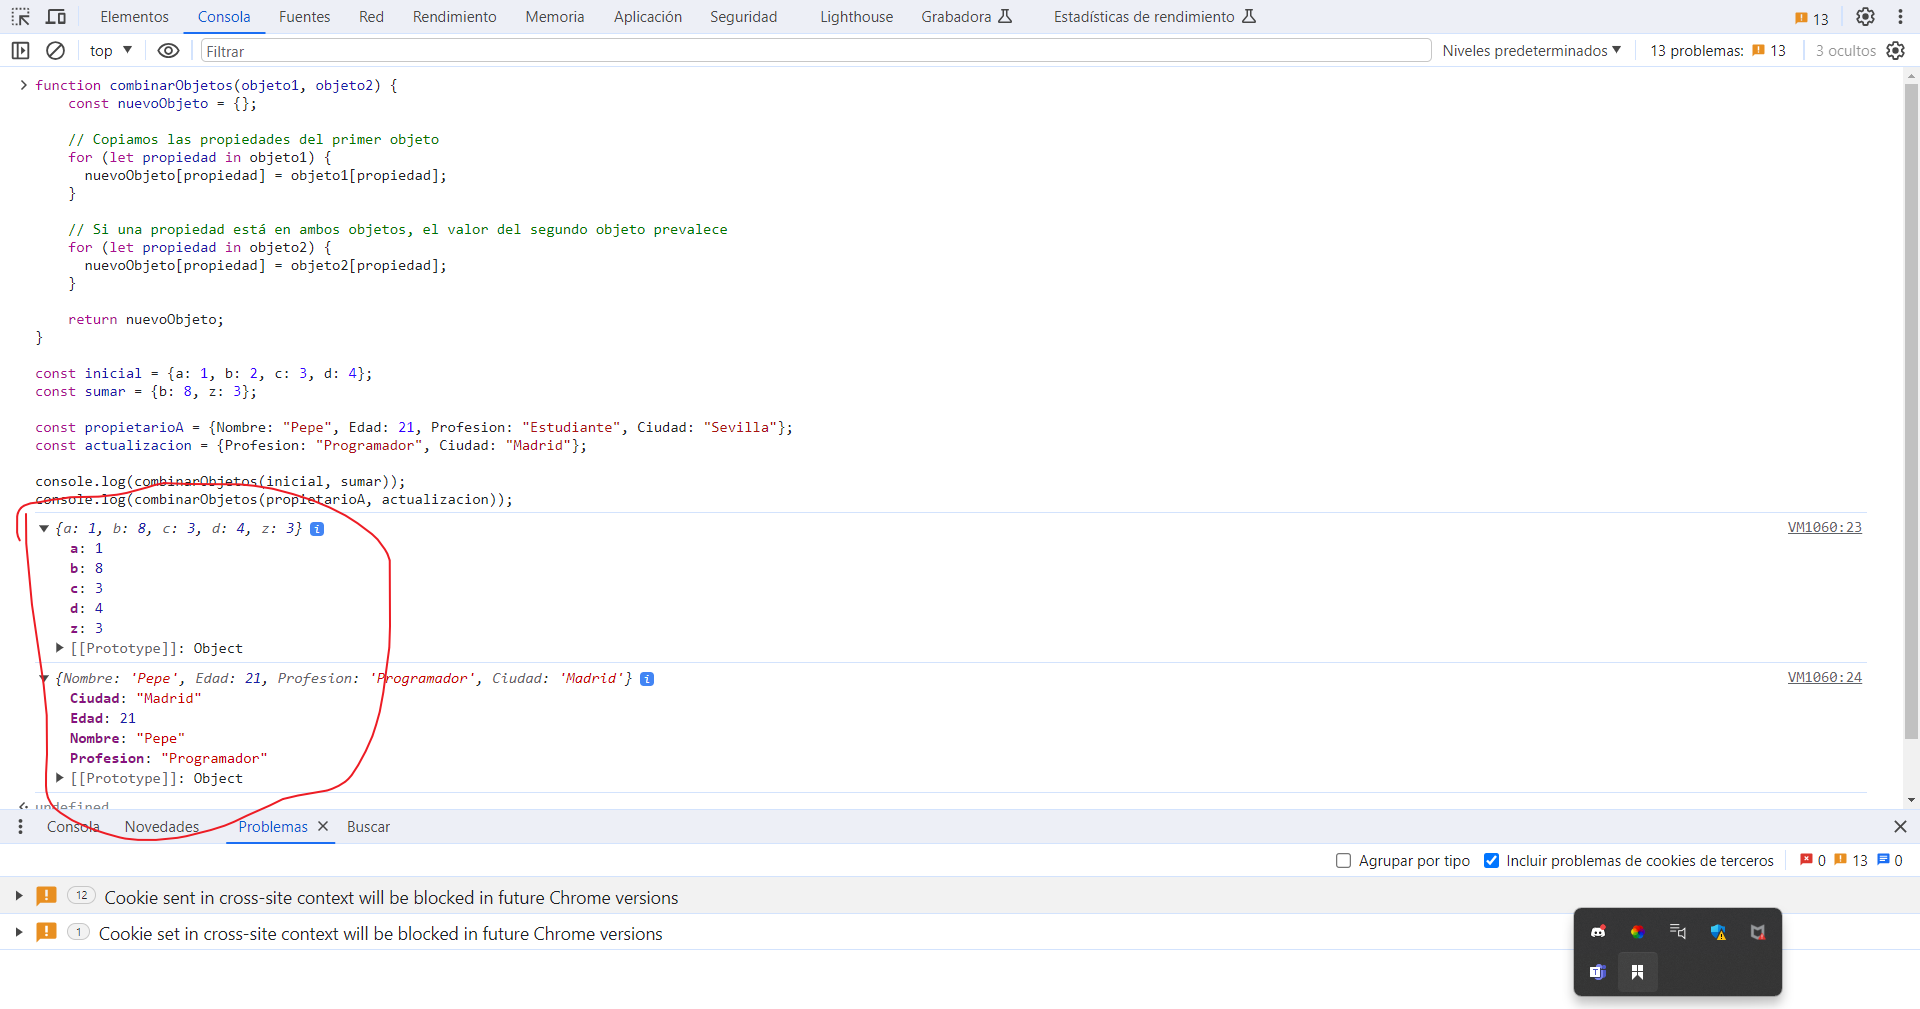 Elementos Consola Fuentes Red Rendimiento Memoria Aplicación Seguridad Lighthouse Grabadora Estadísticas de rendimiento 13
top Filtrar Niveles predeterminados 13 problemas: 13 3 ocultos
function combinarObjetos(objeto1, objeto2) {
const nuevoObjeto = {};
// Copiamos las propiedades del primer objeto
for (let propiedad in objeto1) {
nuevoObjeto[propiedad] = objeto1[propiedad];
}
// Si una propiedad está en ambos objetos, el valor del segundo objeto prevalece
for (let propiedad in objeto2) {
nuevoObjeto[propiedad] = objeto2[propiedad];
}
return nuevoObjeto;
}
const inicial = {a: 1, b: 2, c: 3, d: 4};
const sumar = {b: 8, z: 3};
const propietarioA = {Nombre: "Pepe", Edad: 21, Profesion: "Estudiante", Ciudad: "Sevilla"};
const actualizacion = {Profesion: "Programador", Ciudad: "Madrid"};
console.log(combinarObjetos(inicial, sumar));
console.log(combinarObjetos(propietarioA, actualizacion));
{a: 1, b: 8, c: 3, d: 4, z: 3} VM1060:23
a: 1
b: 8
c: 3
d: 4
z: 3
[[Prototype]]: Object
{Nombre: 'Pepe', Edad: 21, Profesion: 'Programador', Ciudad: 'Madrid'} VM1060:24
Ciudad: "Madrid"
Edad: 21
Nombre: "Pepe"
Profesion: "Programador"
[[Prototype]]: Object
undefined
Consola Novedades Problemas Buscar
Agrupar por tipo Incluir problemas de cookies de terceros 0 13 0
12 Cookie sent in cross-site context will be blocked in future Chrome versions
1 Cookie set in cross-site context will be blocked in future Chrome versions